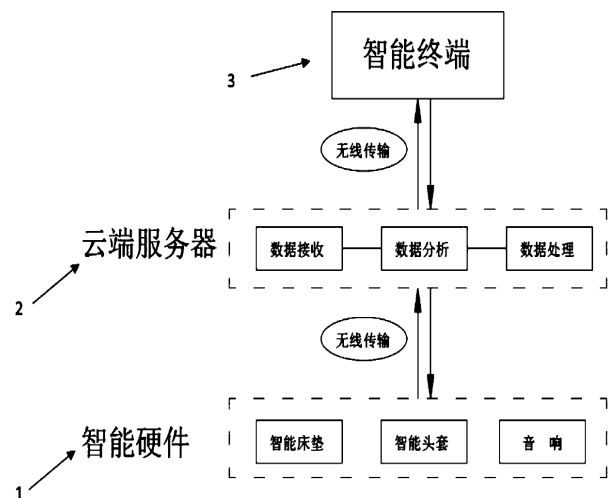 智能终端
3
无线传输
云端服务器
数据接收 数据分析 数据处理
2
无线传输
智能硬件
智能床垫 智能头套 音 响
1